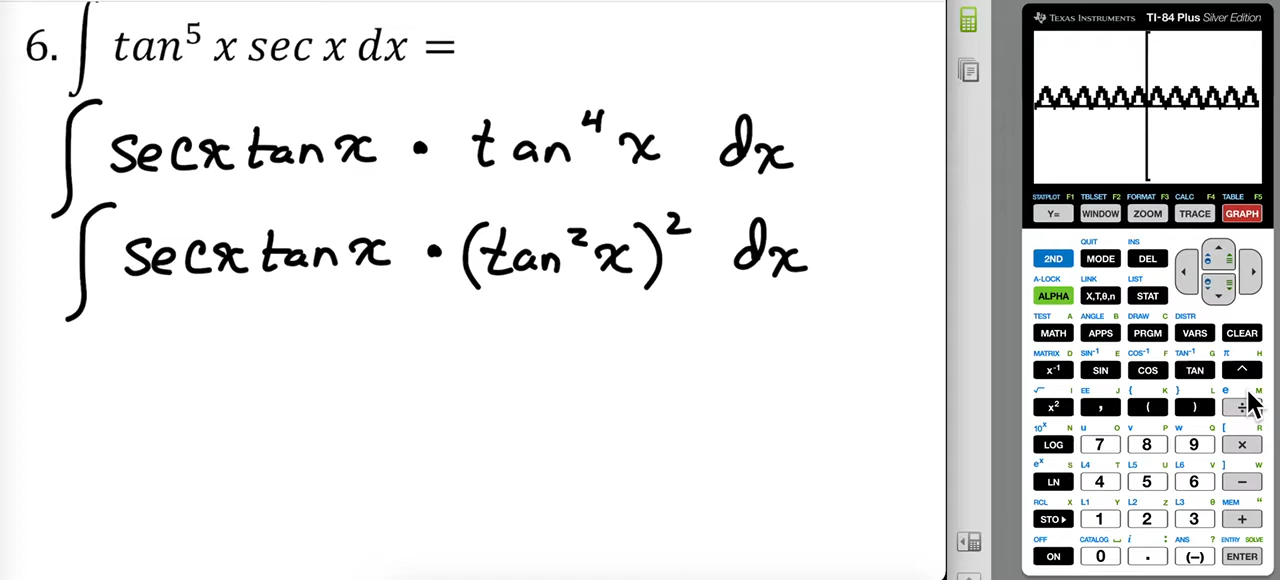 6. ∫ tan⁵ x sec x dx =
∫ secx tan x • tan⁴ x dx
∫ secx tan x • (tan²x)² dx
TEXAS INSTRUMENTS TI-84 Plus Silver Edition
STATPLOT F1 TBLSET F2 FORMAT F3 CALC F4 TABLE F5
Y= WINDOW ZOOM TRACE GRAPH
QUIT INS
2ND MODE DEL
A-LOCK LINK LIST
ALPHA X,T,θ,n STAT
TEST A ANGLE B DRAW C DISTR
MATH APPS PRGM VARS CLEAR
MATRIX D SIN⁻¹ E COS⁻¹ F TAN⁻¹ G π H
x⁻¹ SIN COS TAN ^
√ I EE J { K } L e M
x² , ( ) ÷
10ˣ N u O v P w Q [ R
LOG 7 8 9 ×
eˣ S L4 T L5 U L6 V ] W
LN 4 5 6 −
RCL X L1 Y L2 Z L3 θ MEM "
STO▸ 1 2 3 +
OFF CATALOG ⎵ i : ANS ? ENTRY SOLVE
ON 0 . (−) ENTER